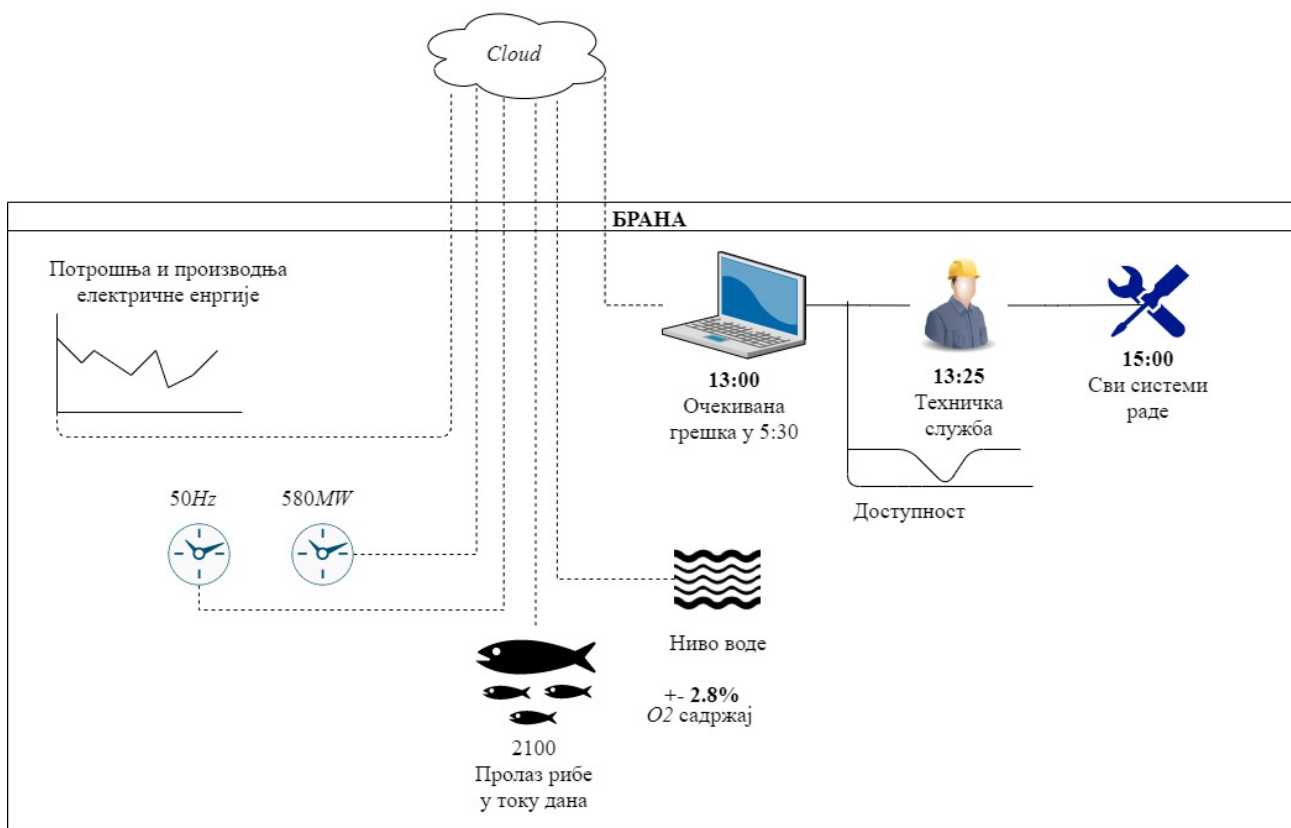 Cloud
БРАНА
Потрошња и производња
електричне енргије
13:00
Очекивана
грешка у 5:30
13:25
Техничка
служба
15:00
Сви системи
раде
Доступност
50Hz
580MW
Ниво воде
+- 2.8%
O2 садржај
2100
Пролаз рибе
у току дана